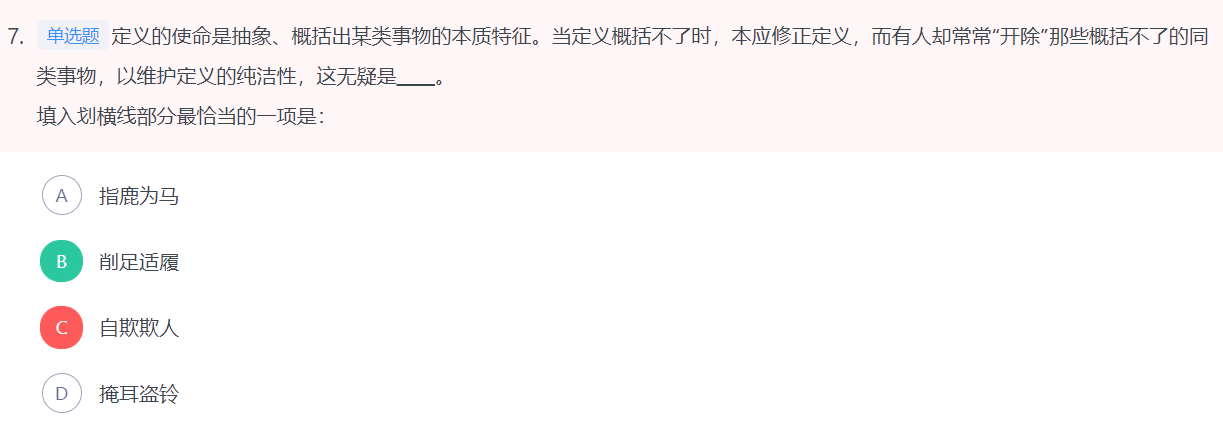 7. 单选题 定义的使命是抽象、概括出某类事物的本质特征。当定义概括不了时，本应修正定义，而有人却常常“开除”那些概括不了的同
类事物，以维护定义的纯洁性，这无疑是____。
填入划横线部分最恰当的一项是：
A 指鹿为马
B 削足适履
C 自欺欺人
D 掩耳盗铃